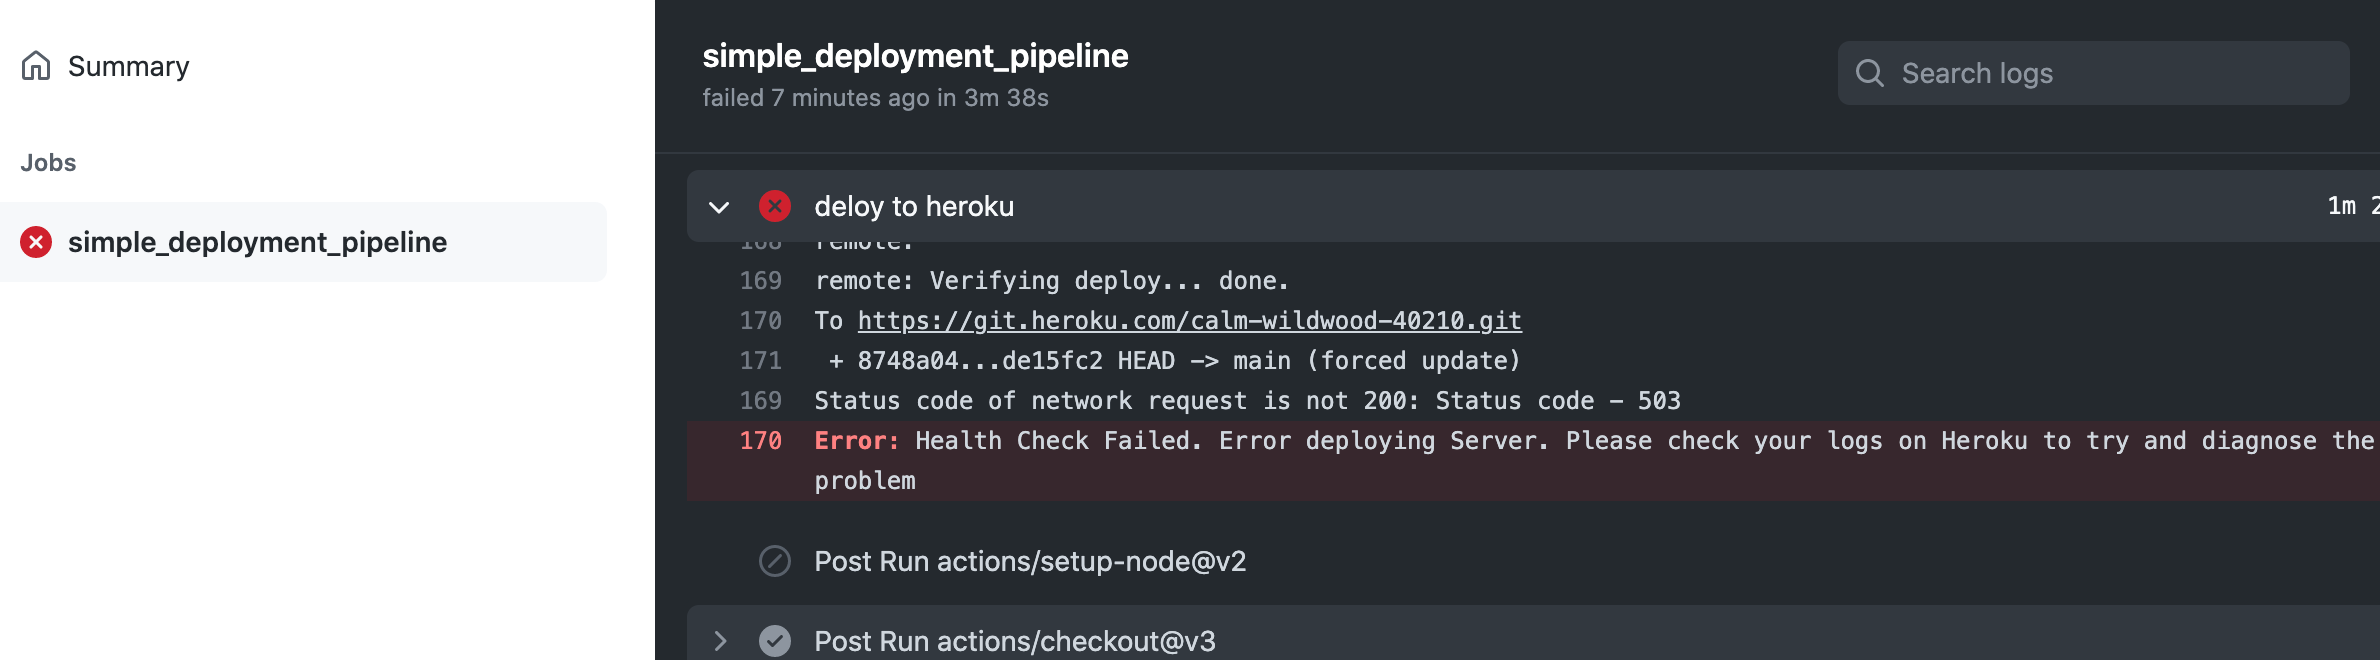 Summary
Jobs
simple_deployment_pipeline
simple_deployment_pipeline
failed 7 minutes ago in 3m 38s
Search logs
deloy to heroku
1m 2
168 remote:
169 remote: Verifying deploy... done.
170 To https://git.heroku.com/calm-wildwood-40210.git
171 + 8748a04...de15fc2 HEAD -> main (forced update)
169 Status code of network request is not 200: Status code - 503
170 Error: Health Check Failed. Error deploying Server. Please check your logs on Heroku to try and diagnose the
problem
Post Run actions/setup-node@v2
Post Run actions/checkout@v3